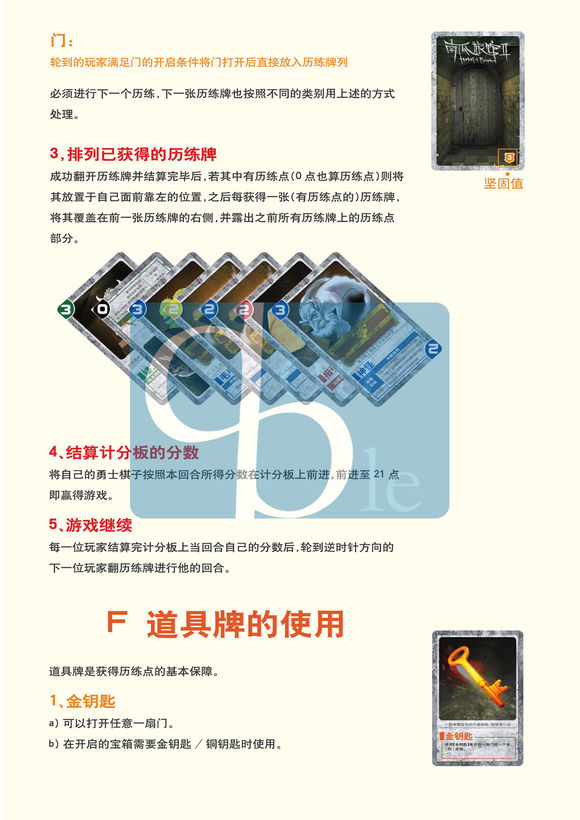 门：
轮到的玩家满足门的开启条件将门打开后直接放入历练牌列
必须进行下一个历练，下一张历练牌也按照不同的类别用上述的方式
处理。
3
坚固值
3，排列已获得的历练牌
成功翻开历练牌并结算完毕后，若其中有历练点（0 点也算历练点）则将
其放置于自己面前靠左的位置，之后每获得一张（有历练点的）历练牌，
将其覆盖在前一张历练牌的右侧，并露出之前所有历练牌上的历练点
部分。
3 0 3 2 2 2 3 2
4、结算计分板的分数
将自己的勇士棋子按照本回合所得分数在计分板上前进。前进至 21 点
即赢得游戏。
le
5、游戏继续
每一位玩家结算完计分板上当回合自己的分数后，轮到逆时针方向的
下一位玩家翻历练牌进行他的回合。
F 道具牌的使用
道具牌是获得历练点的基本保障。
1、金钥匙
a）可以打开任意一扇门。
b）在开启的宝箱需要金钥匙／铜钥匙时使用。
金钥匙